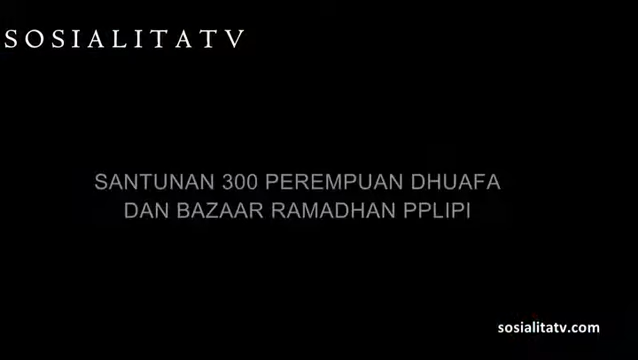 SOSIALITATV
SANTUNAN 300 PEREMPUAN DHUAFA
DAN BAZAAR RAMADHAN PPLIPI
sosialitatv.com